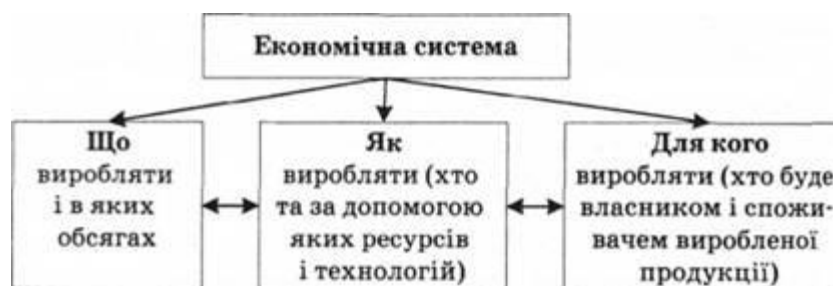 Економічна система
Що
виробляти
і в яких
обсягах
Як
виробляти (хто
та за допомогою
яких ресурсів
і технологій)
Для кого
виробляти (хто буде
власником і спожи-
вачем виробленої
продукції)